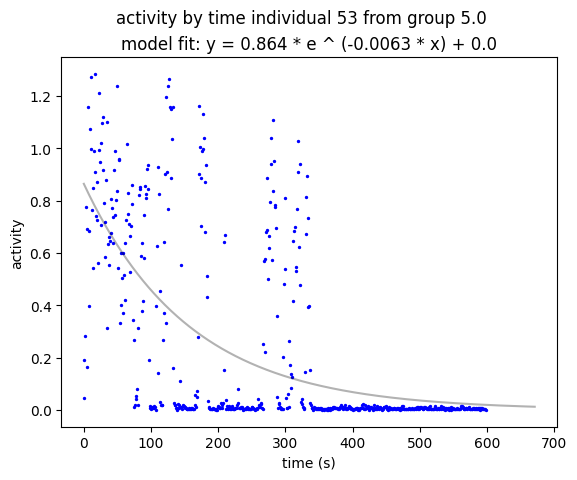 activity by time individual 53 from group 5.0
model fit: y = 0.864 * e ^ (-0.0063 * x) + 0.0
1.2
1.0
0.8
0.6
0.4
0.2
0.0
activity
0 100 200 300 400 500 600 700
time (s)